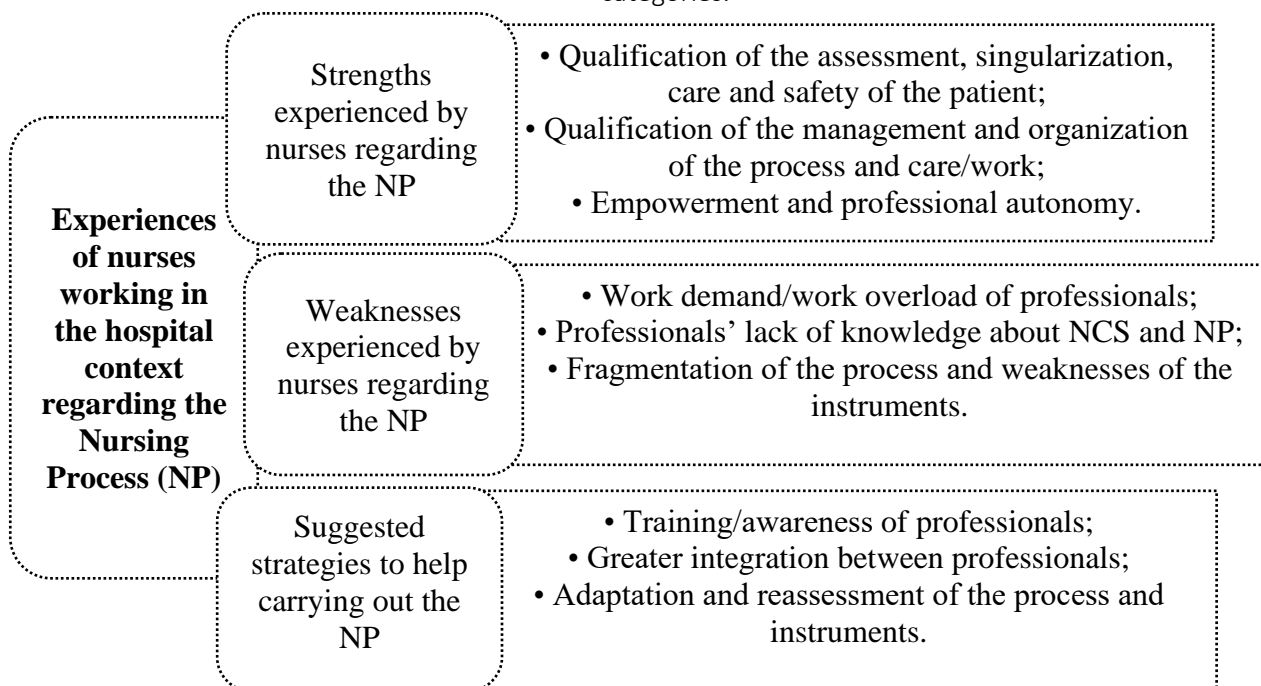 categories.
Experiences
of nurses
working in
the hospital
context
regarding the
Nursing
Process (NP)
Strengths
experienced by
nurses regarding
the NP
• Qualification of the assessment, singularization,
care and safety of the patient;
• Qualification of the management and organization
of the process and care/work;
• Empowerment and professional autonomy.
Weaknesses
experienced by
nurses regarding
the NP
• Work demand/work overload of professionals;
• Professionals’ lack of knowledge about NCS and NP;
• Fragmentation of the process and weaknesses of the
instruments.
Suggested
strategies to help
carrying out the
NP
• Training/awareness of professionals;
• Greater integration between professionals;
• Adaptation and reassessment of the process and
instruments.